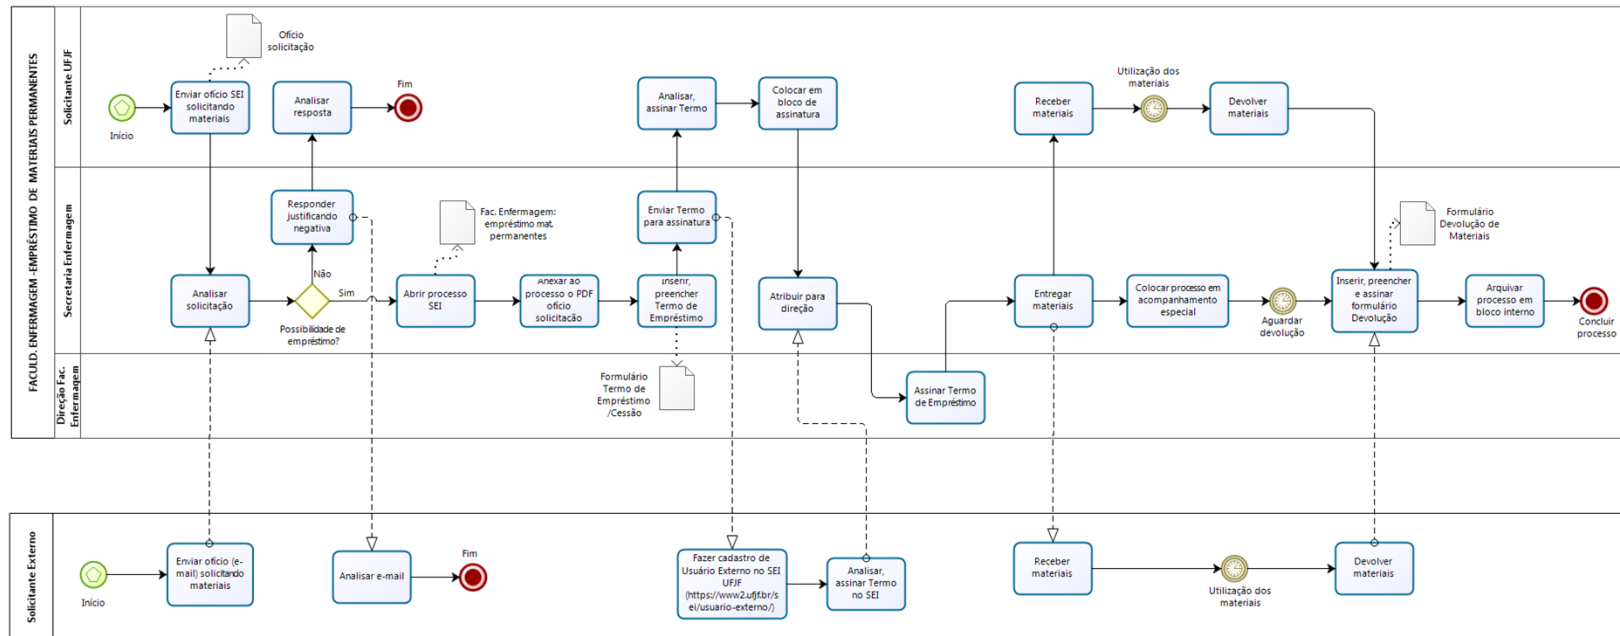 FACULD. ENFERMAGEM -EMPRÉSTIMO DE MATERIAIS PERMANENTES
Solicitante UFJF
Início
Enviar ofício SEI
solicitando
materiais
Ofício
solicitação
Analisar
resposta
Fim
Analisar,
assinar Termo
Colocar em
bloco de
assinatura
Receber
materiais
Utilização dos
materiais
Devolver
materiais
Secretaria Enfermagem
Analisar
solicitação
Responder
justificando
negativa
Não
Sim
Possibilidade de
empréstimo?
Fac. Enfermagem:
empréstimo mat.
permanentes
Abrir processo
SEI
Anexar ao
processo o PDF
ofício
solicitação
Enviar Termo
para assinatura
Inserir,
preencher
Termo de
Empréstimo
Atribuir para
direção
Entregar
materiais
Colocar processo em
acompanhamento
especial
Aguardar
devolução
Formulário
Devolução de
Materiais
Inserir, preencher
e assinar
formulário
Devolução
Arquivar
processo em
bloco interno
Concluir
processo
Direção Fac.
Enfermagem
Formulário
Termo de
Empréstimo
/Cessão
Assinar Termo
de Empréstimo
Solicitante Externo
Início
Enviar ofício (e-
mail) solicitando
materiais
Analisar e-mail
Fim
Fazer cadastro de
Usuário Externo no SEI
UFJF
(https://www2.ufjf.br/s
ei/usuario-externo/)
Analisar,
assinar Termo
no SEI
Receber
materiais
Utilização dos
materiais
Devolver
materiais